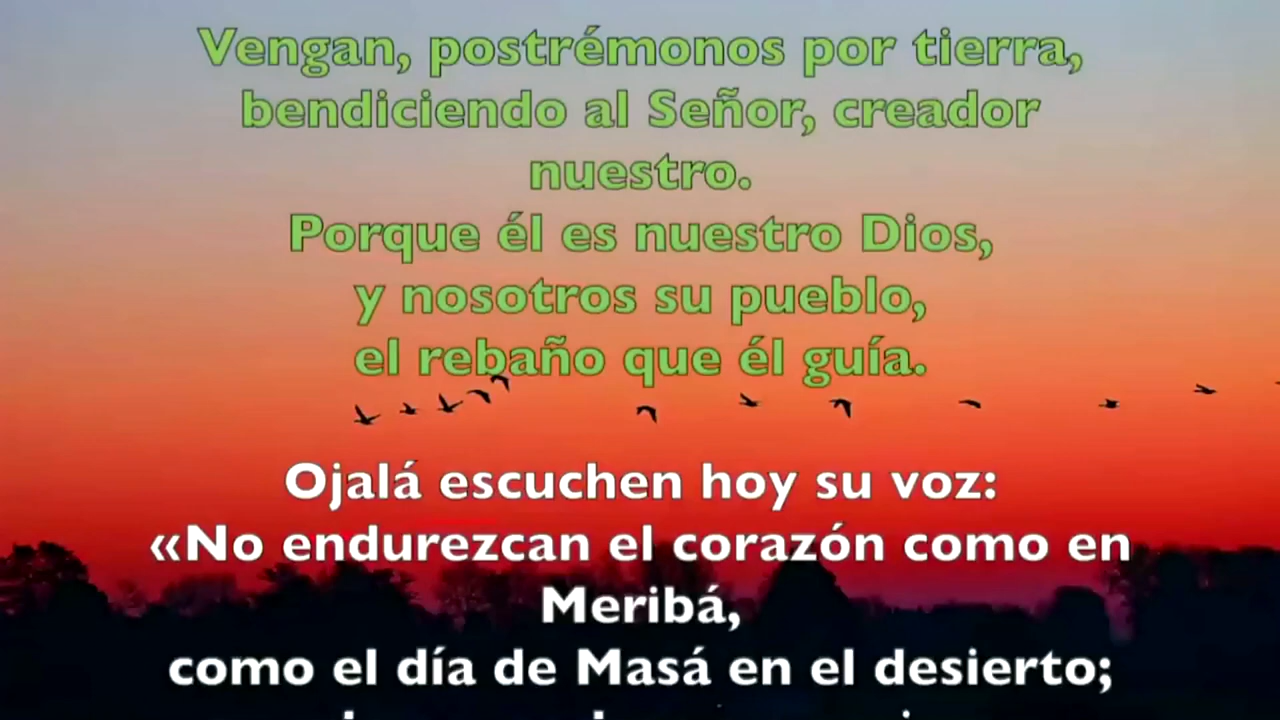 Vengan, postrémonos por tierra,
bendiciendo al Señor, creador
nuestro.
Porque él es nuestro Dios,
y nosotros su pueblo,
el rebaño que él guía.
Ojalá escuchen hoy su voz:
«No endurezcan el corazón como en
Meribá,
como el día de Masá en el desierto;